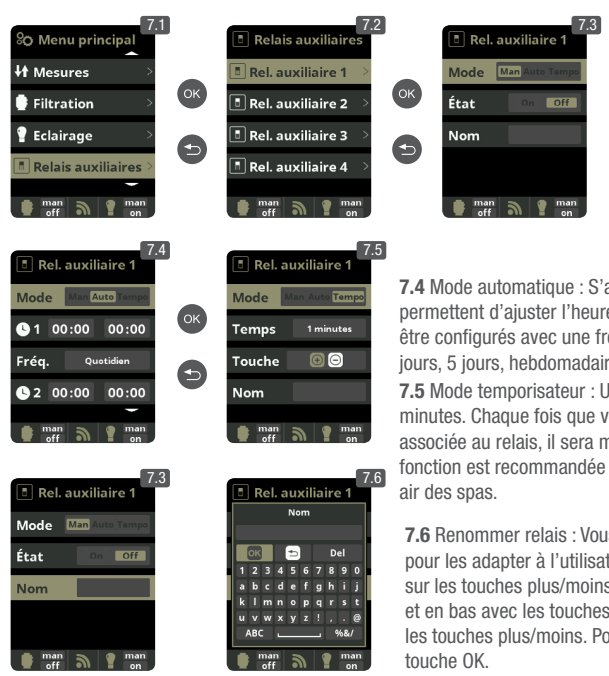 7.1
Menu principal
Mesures
Filtration
Eclairage
Relais auxiliaires
man off
man on
OK
7.2
Relais auxiliaires
Rel. auxiliaire 1
Rel. auxiliaire 2
Rel. auxiliaire 3
Rel. auxiliaire 4
man off
man on
OK
7.3
Rel. auxiliaire 1
Mode Man Auto Tempo
État On Off
Nom
man off
man on
7.4
Rel. auxiliaire 1
Mode Man Auto Tempo
1 00:00 00:00
Fréq. Quotidien
2 00:00 00:00
man off
man on
OK
7.5
Rel. auxiliaire 1
Mode Man Auto Tempo
Temps 1 minutes
Touche
Nom
man off
man on
7.4 Mode automatique : S'a
permettent d'ajuster l'heure
être configurés avec une fré
jours, 5 jours, hebdomadair
7.5 Mode temporisateur : U
minutes. Chaque fois que v
associée au relais, il sera m
fonction est recommandée
air des spas.
7.3
Rel. auxiliaire 1
Mode Man Auto Tempo
État On Off
Nom
man off
man on
7.6
Rel. auxiliaire 1
Nom
OK Del
1 2 3 4 5 6 7 8 9 0
a b c d e f g h i j
k l m n o p q r s t
u v w x y z ! , . @
ABC %&/
man off
man on
7.6 Renommer relais : Vous
pour les adapter à l'utilisat
sur les touches plus/moins
et en bas avec les touches
les touches plus/moins. Po
touche OK.